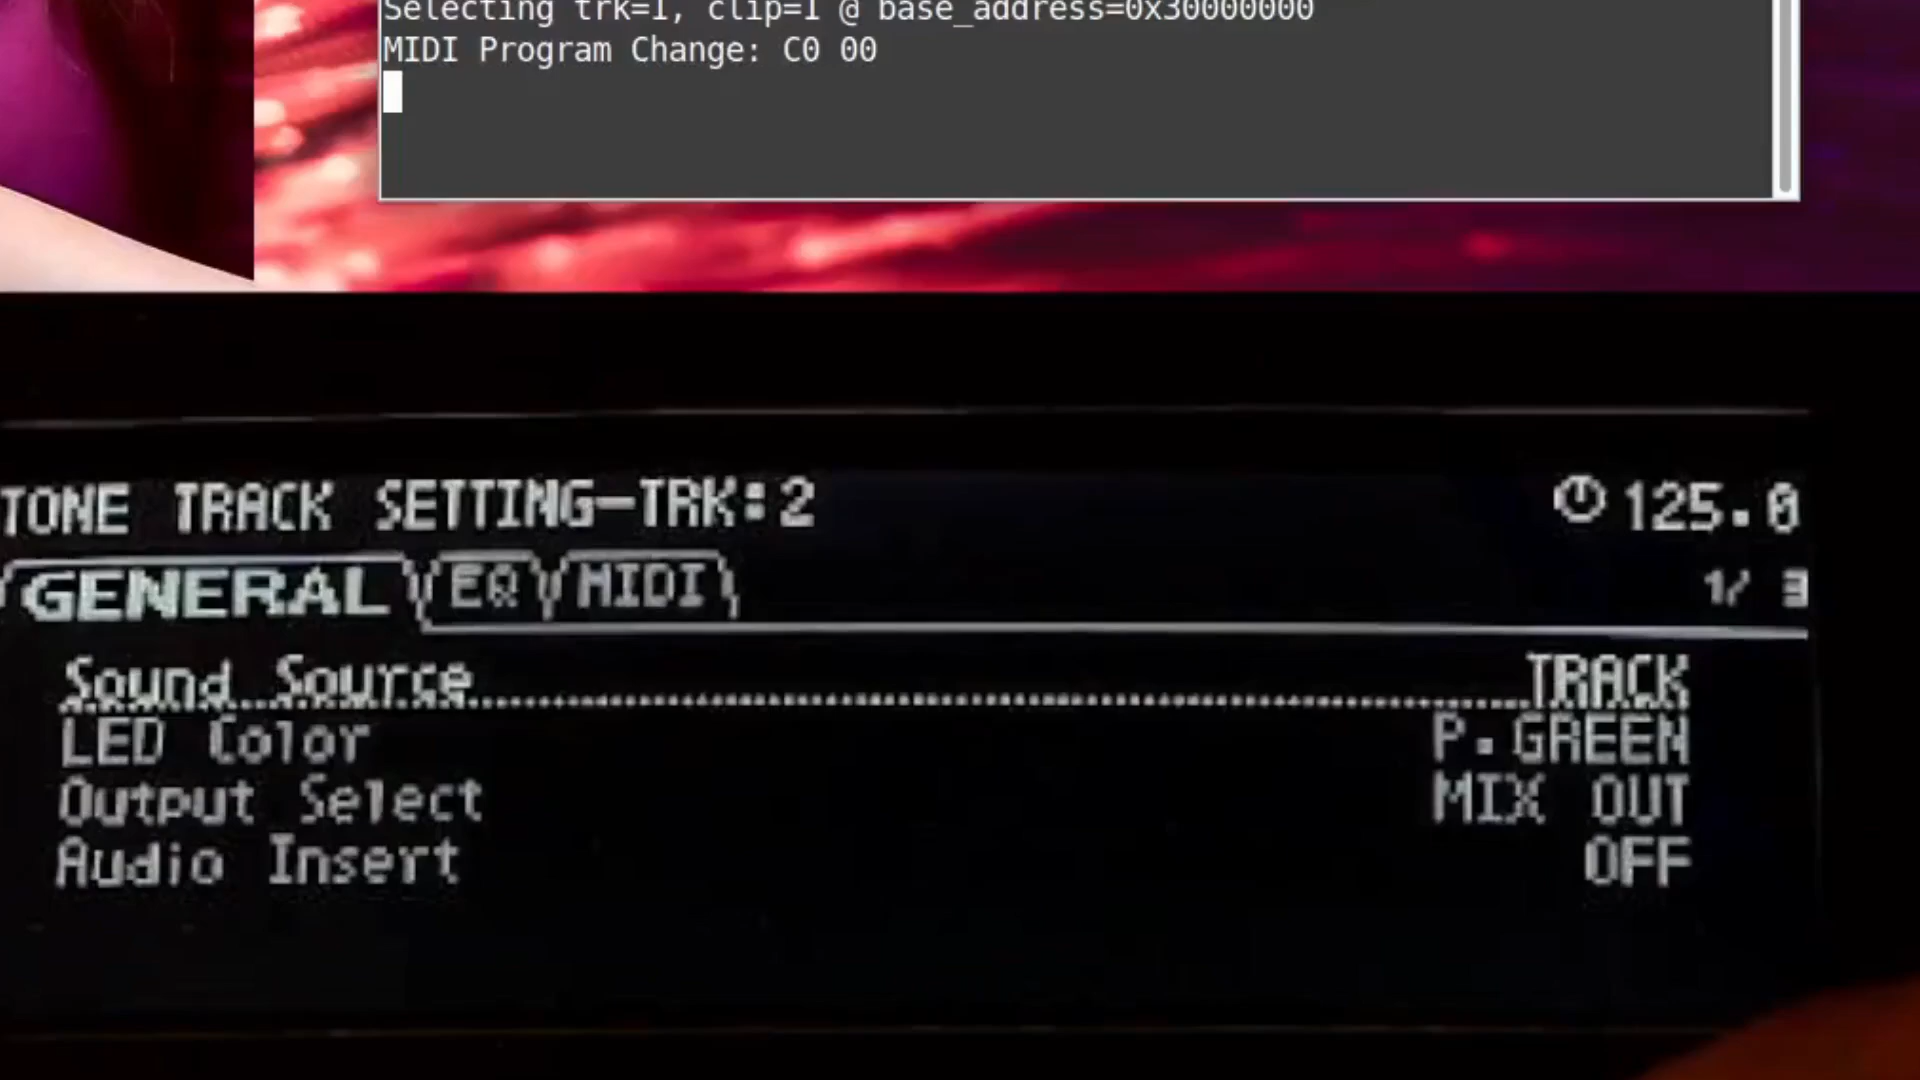 Selecting trk=1, clip=1 @ base_address=0x30000000
MIDI Program Change: C0 00
TONE TRACK SETTING-TRK:2 125.0
GENERAL EQ MIDI 1/ 3
Sound Source TRACK
LED Color P.GREEN
Output Select MIX OUT
Audio Insert OFF